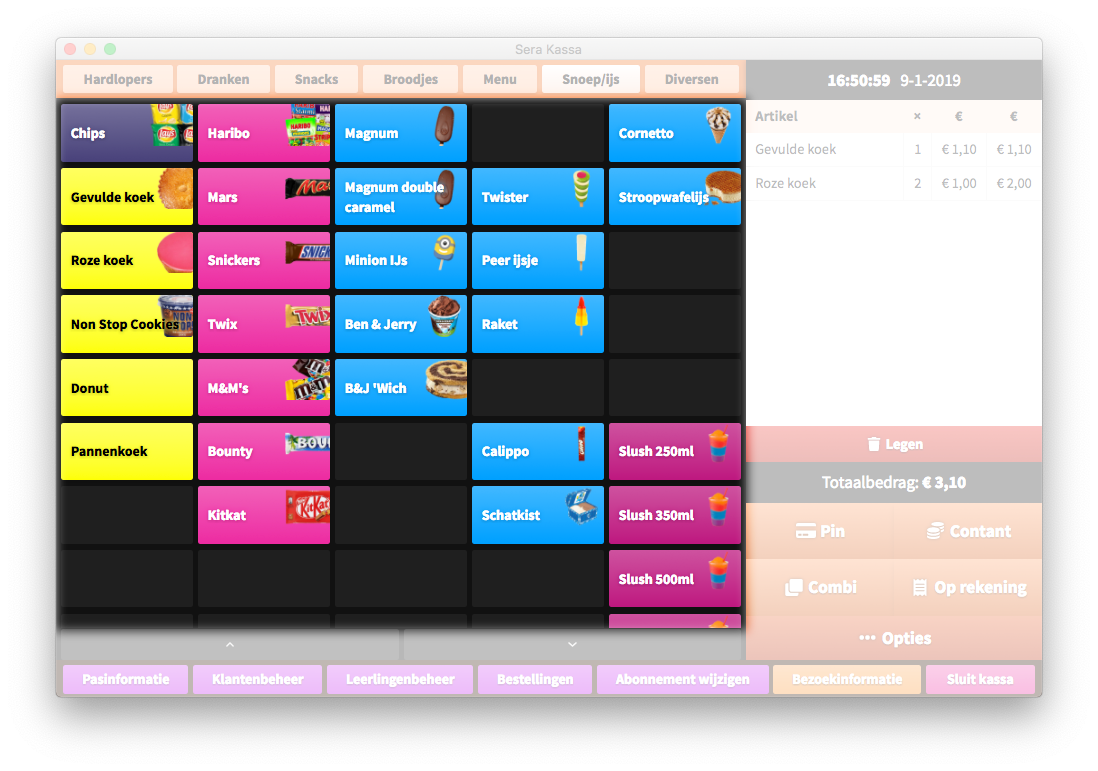 Sera Kassa
Hardlopers Dranken Snacks Broodjes Menu Snoep/ijs Diversen
16:50:59 9-1-2019
Artikel × € €
Gevulde koek 1 € 1,10 € 1,10
Roze koek 2 € 1,00 € 2,00
Chips Haribo Magnum Cornetto
Gevulde koek Mars Magnum double caramel Twister Stroopwafelijs
Roze koek Snickers Minion IJs Peer ijsje
Non Stop Cookies Twix Ben & Jerry Raket
Donut M&M's B&J 'Wich
Pannenkoek Bounty Calippo Slush 250ml
Kitkat Schatkist Slush 350ml
Slush 500ml
Legen
Totaalbedrag: € 3,10
Pin Contant
Combi Op rekening
Opties
Pasinformatie Klantenbeheer Leerlingenbeheer Bestellingen Abonnement wijzigen Bezoekinformatie Sluit kassa